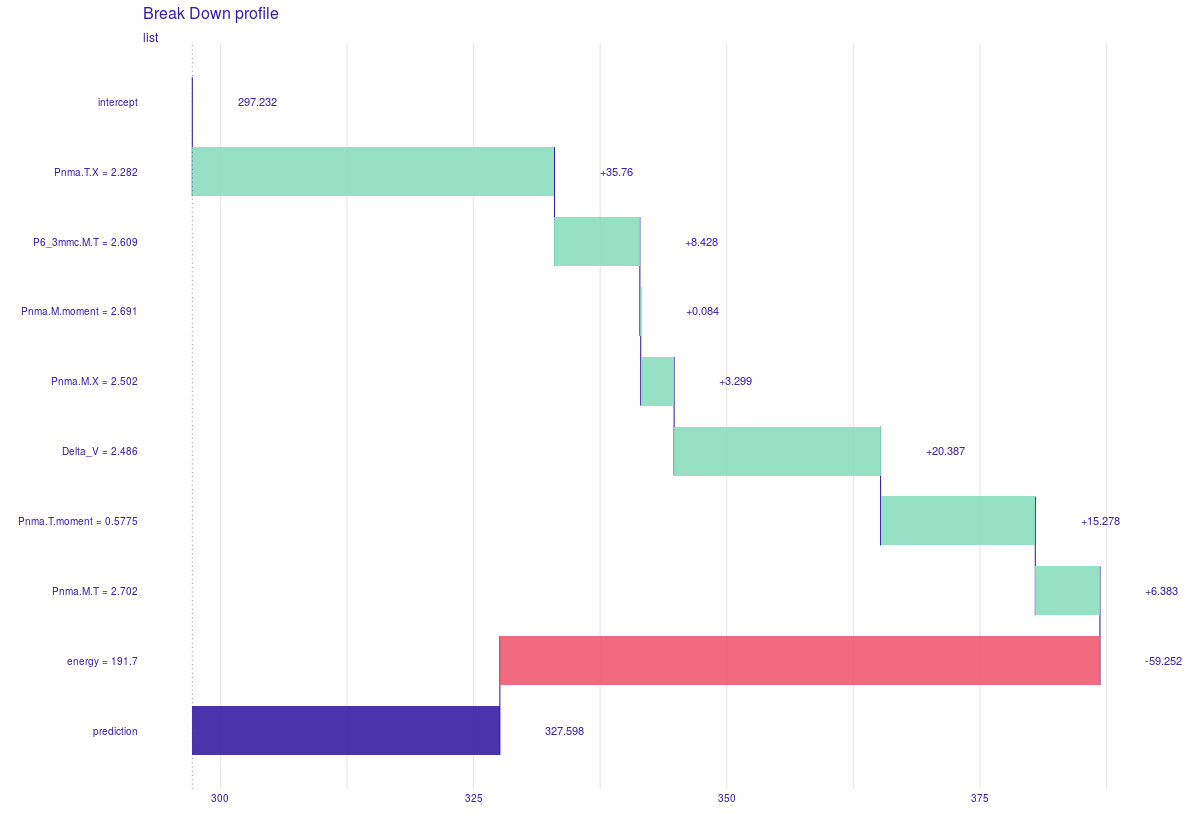 Break Down profile
list
intercept 297.232
Pnma.T.X = 2.282 +35.76
P6_3mmc.M.T = 2.609 +8.428
Pnma.M.moment = 2.691 +0.084
Pnma.M.X = 2.502 +3.299
Delta_V = 2.486 +20.387
Pnma.T.moment = 0.5775 +15.278
Pnma.M.T = 2.702 +6.383
energy = 191.7 -59.252
prediction 327.598
300 325 350 375